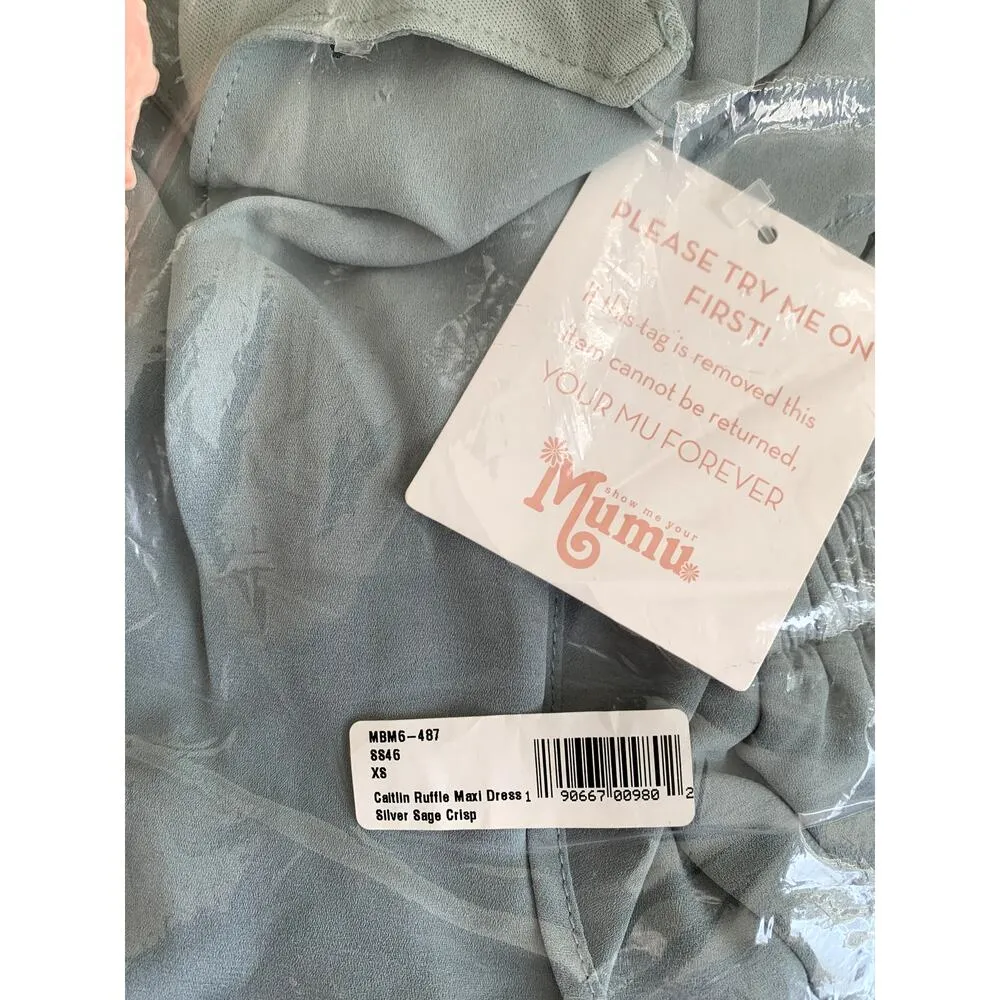 PLEASE TRY ME ON
FIRST!
If this tag is removed this
item cannot be returned,
YOUR MU FOREVER
show me your
Mumu
MBM6-487
SS46
XS
Caitlin Ruffle Maxi Dress
Silver Sage Crisp
1 90667 00980 2